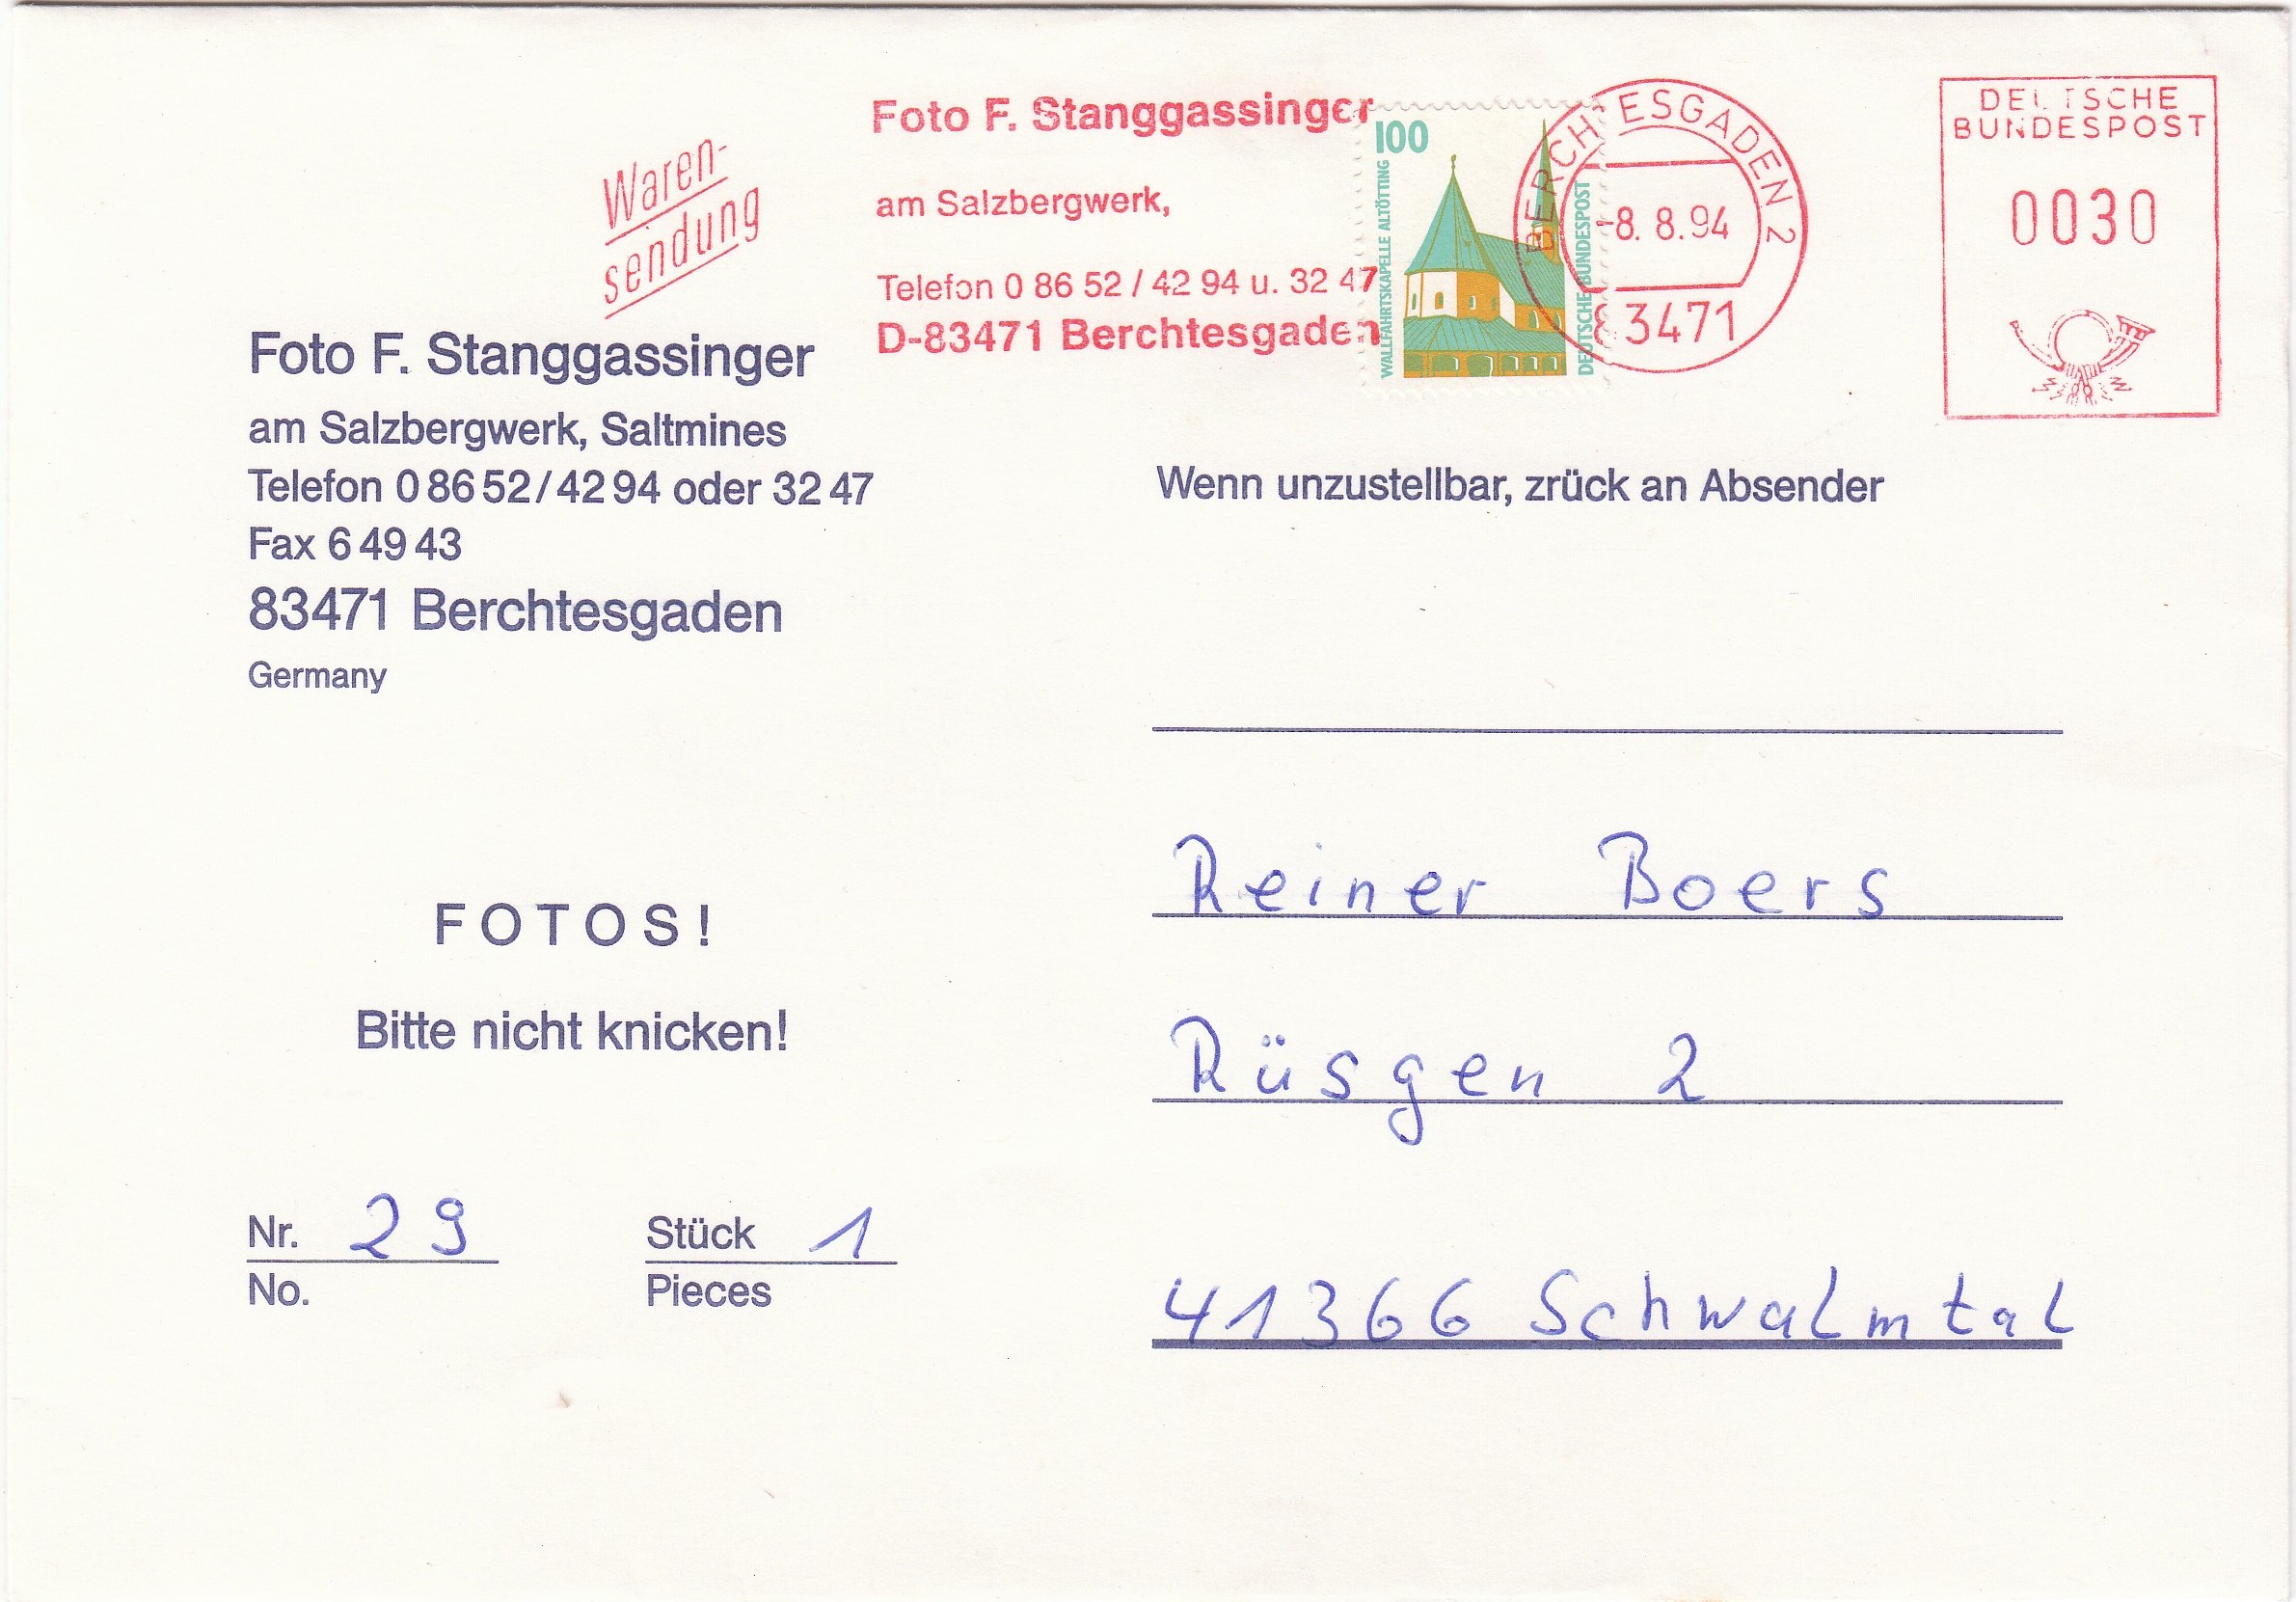 Waren-
sendung
Foto F. Stanggassinger
am Salzbergwerk,
Telefon 0 86 52 / 42 94 u. 32 47
D-83471 Berchtesgaden
100
WALLFAHRTSKAPELLE ALTÖTTING
DEUTSCHE BUNDESPOST
BERCHTESGADEN 2
-8. 8.94
83471
DEUTSCHE
BUNDESPOST
0030
Foto F. Stanggassinger
am Salzbergwerk, Saltmines
Telefon 0 86 52/42 94 oder 32 47
Fax 6 49 43
83471 Berchtesgaden
Germany
Wenn unzustellbar, zrück an Absender
FOTOS!
Bitte nicht knicken!
Nr. 29
No.
Stück 1
Pieces
Reiner Boers
Rüsgen 2
41366 Schwalmtal